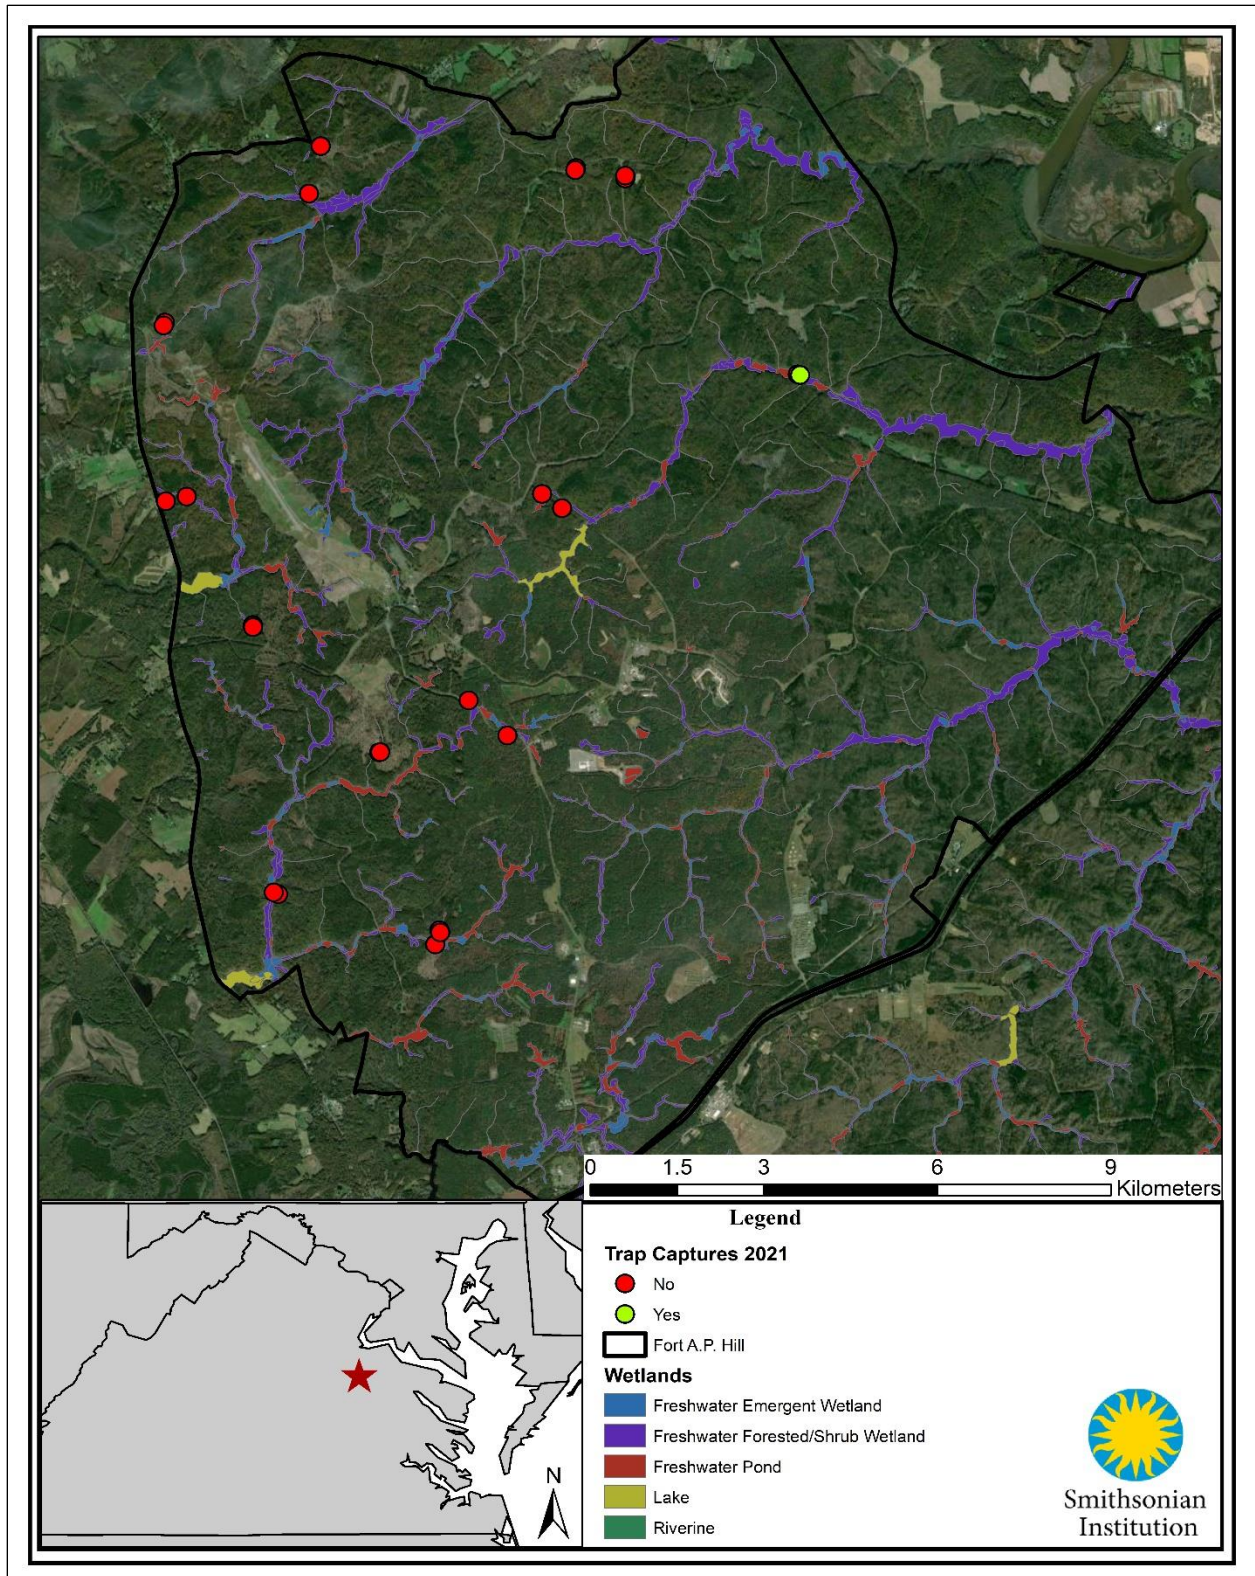 0 1.5 3 6 9
Kilometers
Legend
Trap Captures 2021
No
Yes
Fort A.P. Hill
Wetlands
Freshwater Emergent Wetland
Freshwater Forested/Shrub Wetland
Freshwater Pond
Lake
Riverine
N
Smithsonian
Institution